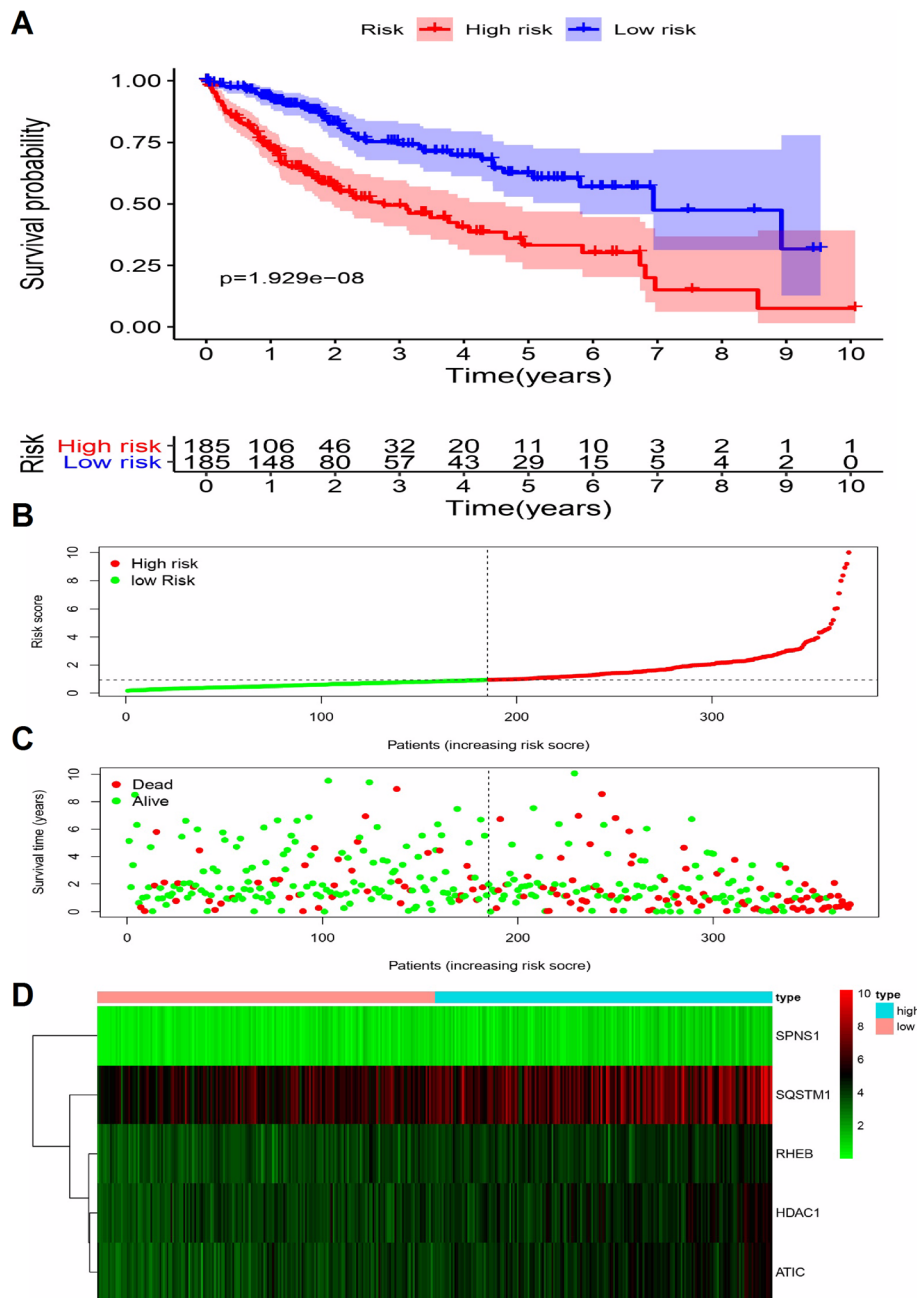 A
Risk High risk Low risk
Survival probability
1.00
0.75
0.50
0.25
0.00
p=1.929e−08
0 1 2 3 4 5 6 7 8 9 10
Time(years)
Risk
High risk 185 106 46 32 20 11 10 3 2 1 1
Low risk 185 148 80 57 43 29 15 5 4 2 0
0 1 2 3 4 5 6 7 8 9 10
Time(years)
B
Risk score
10
8
6
4
2
0
High risk
low Risk
0 100 200 300
Patients (increasing risk socre)
C
Survival time (years)
10
8
6
4
2
0
Dead
Alive
0 100 200 300
Patients (increasing risk socre)
D
type
SPNS1
SQSTM1
RHEB
HDAC1
ATIC
10
8
6
4
2
type
high
low